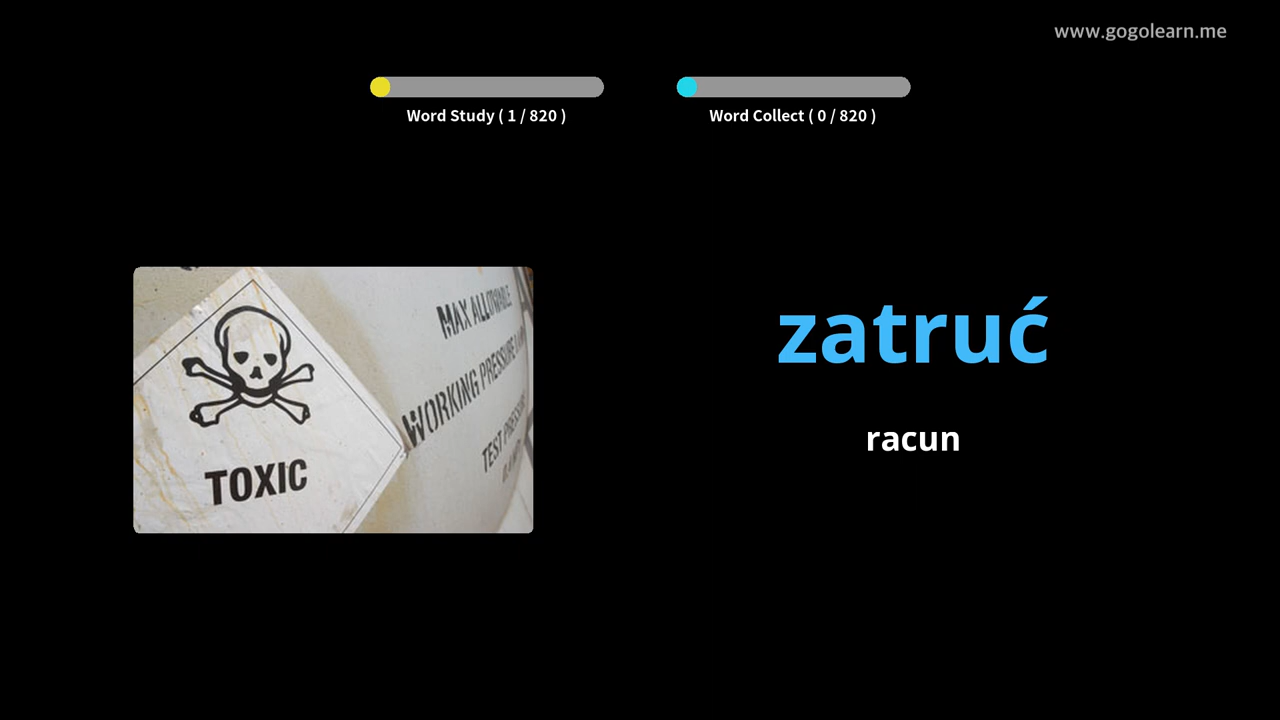 www.gogolearn.me
Word Study ( 1 / 820 )
Word Collect ( 0 / 820 )
zatruć
racun
MAX ALLOWABLE
WORKING PRESSURE
TEST PRESSURE
TOXIC